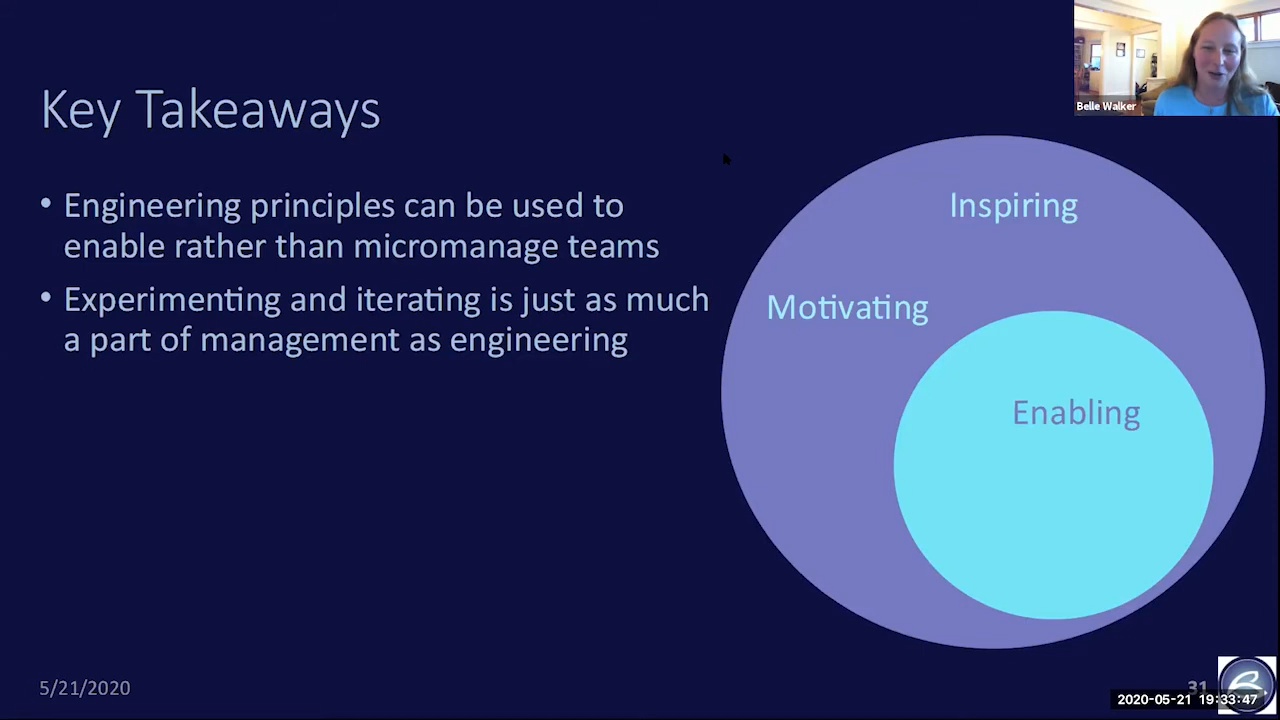 Key Takeaways
• Engineering principles can be used to
enable rather than micromanage teams
• Experimenting and iterating is just as much
a part of management as engineering
Inspiring
Motivating
Enabling
Belle Walker
5/21/2020
31
2020-05-21 19:33:47